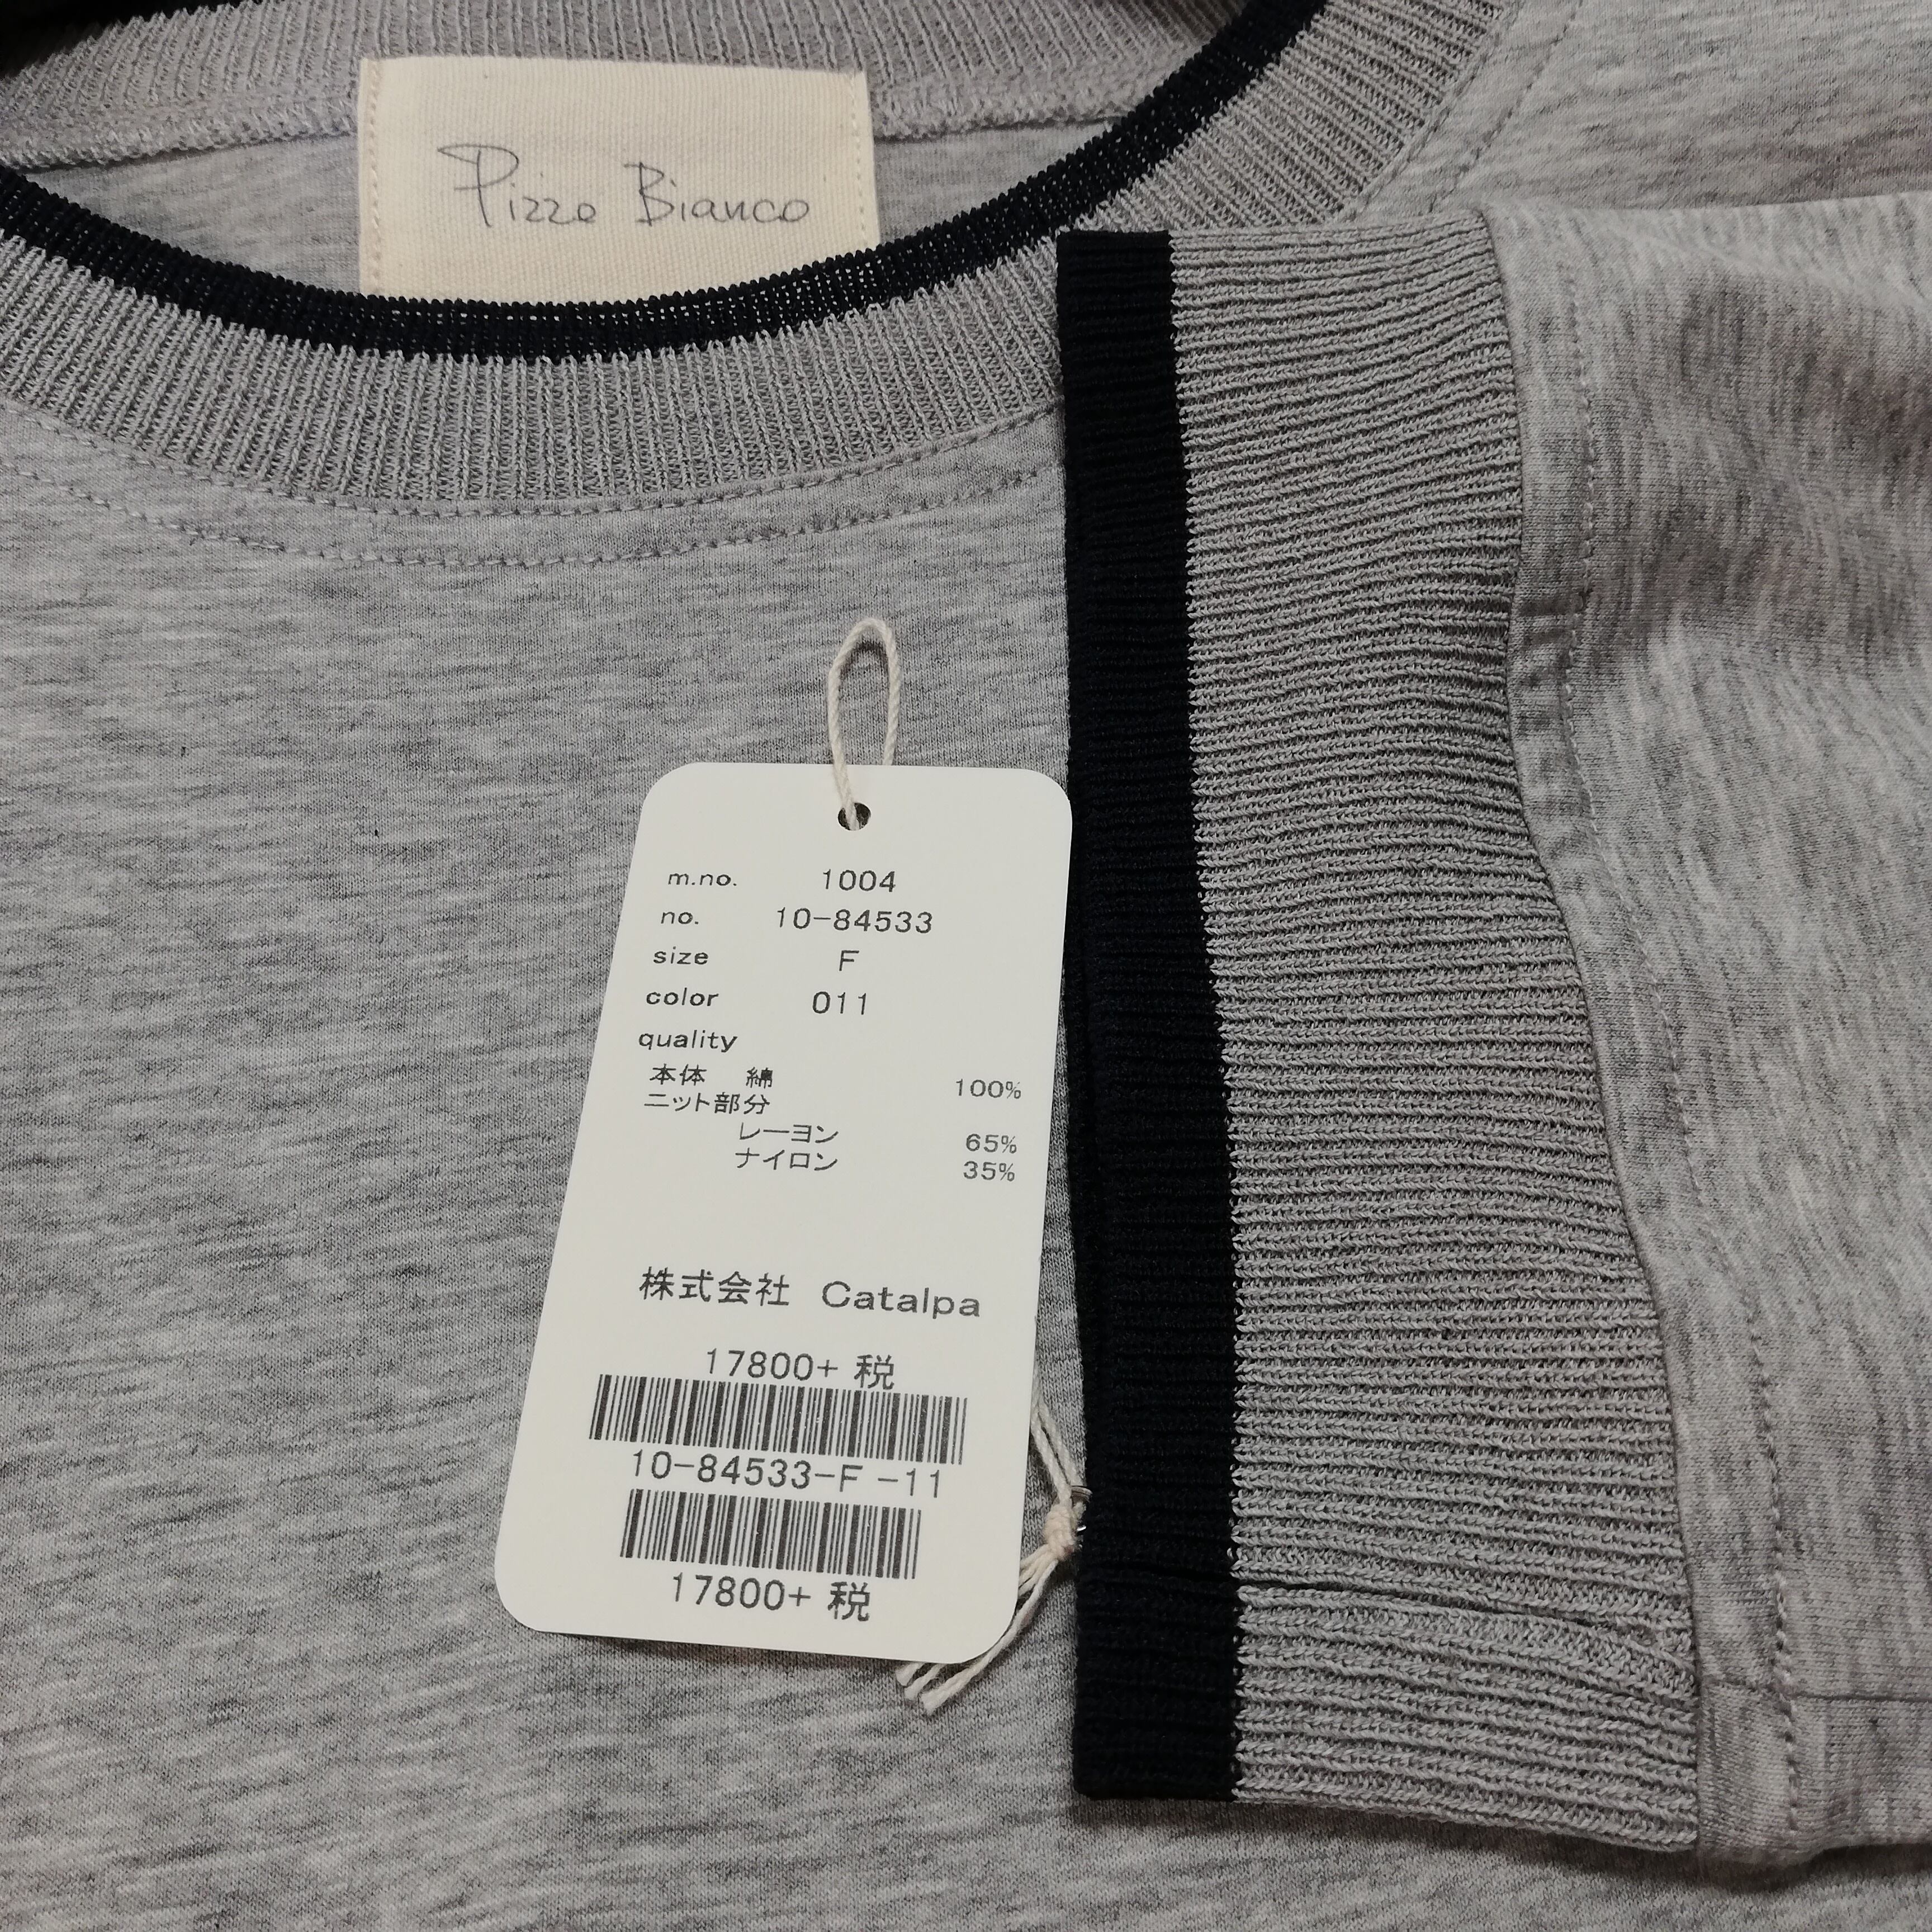 Pizzo Bianco
m.no. 1004
no. 10-84533
size F
color 011
quality
本体 綿 100%
ニット部分
レーヨン 65%
ナイロン 35%
株式会社 Catalpa
17800+ 税
10-84533-F -11
17800+ 税